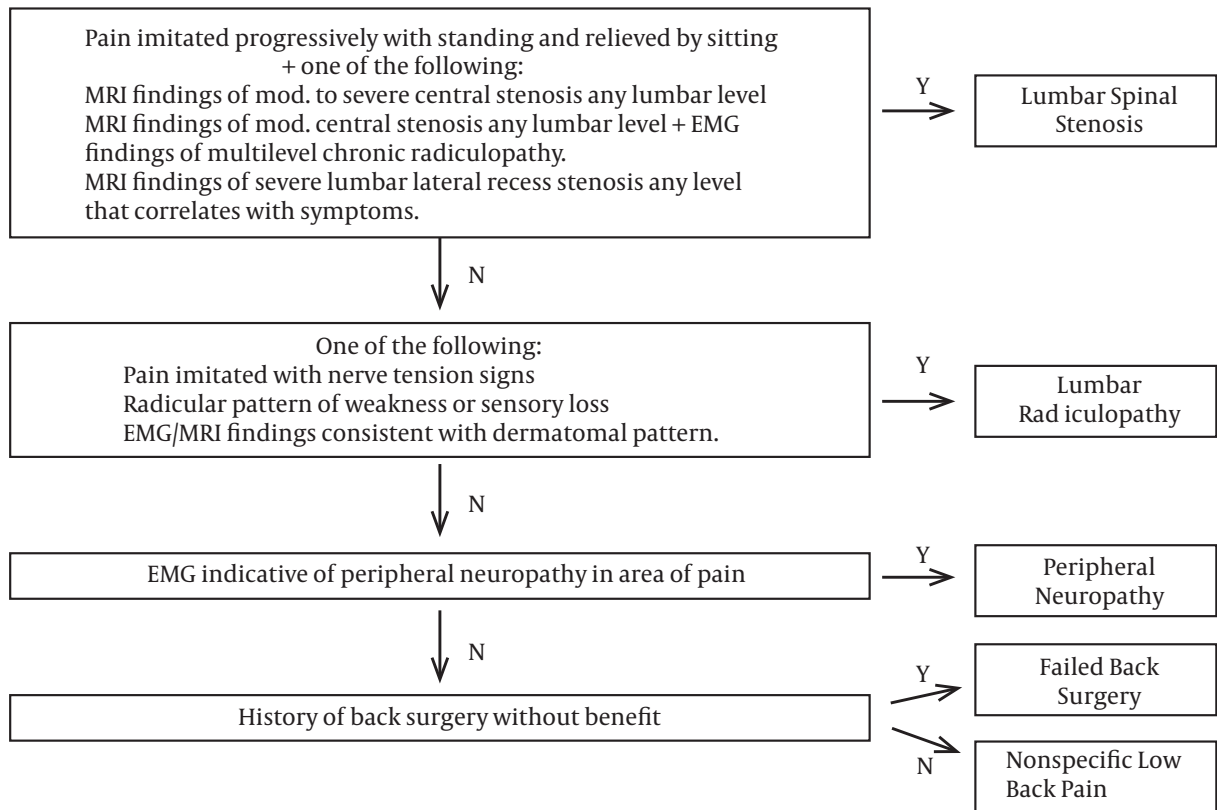 Pain imitated progressively with standing and relieved by sitting
+ one of the following:
MRI findings of mod. to severe central stenosis any lumbar level
MRI findings of mod. central stenosis any lumbar level + EMG
findings of multilevel chronic radiculopathy.
MRI findings of severe lumbar lateral recess stenosis any level
that correlates with symptoms.
Y
Lumbar Spinal
Stenosis
N
One of the following:
Pain imitated with nerve tension signs
Radicular pattern of weakness or sensory loss
EMG/MRI findings consistent with dermatomal pattern.
Y
Lumbar
Rad iculopathy
N
EMG indicative of peripheral neuropathy in area of pain
Y
Peripheral
Neuropathy
N
History of back surgery without benefit
Y
Failed Back
Surgery
N
Nonspecific Low
Back Pain